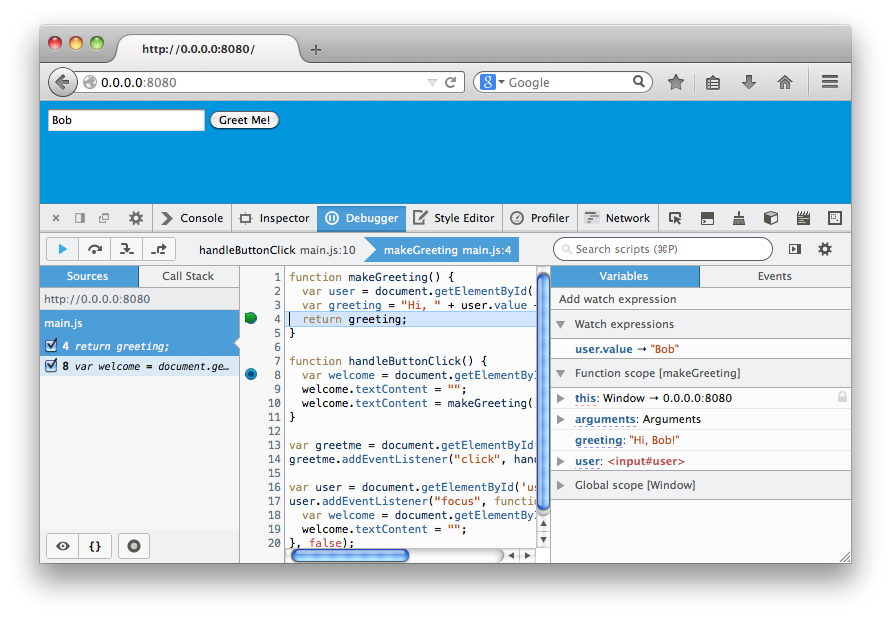 http://0.0.0.0:8080/
0.0.0.0:8080
Google
Bob
Greet Me!
Console
Inspector
Debugger
Style Editor
Profiler
Network
handleButtonClick main.js:10
makeGreeting main.js:4
Search scripts (⌘P)
Sources
Call Stack
http://0.0.0.0:8080
main.js
4 return greeting;
8 var welcome = document.ge…
{}
1 function makeGreeting() {
2 var user = document.getElementById(
3 var greeting = "Hi, " + user.value +
4 return greeting;
5 }
6
7 function handleButtonClick() {
8 var welcome = document.getElementByI
9 welcome.textContent = "";
10 welcome.textContent = makeGreeting(
11 }
12
13 var greetme = document.getElementById
14 greetme.addEventListener("click", hand
15
16 var user = document.getElementById('us
17 user.addEventListener("focus", functio
18 var welcome = document.getElementByI
19 welcome.textContent = "";
20 }, false);
Variables
Events
Add watch expression
Watch expressions
user.value → "Bob"
Function scope [makeGreeting]
this: Window → 0.0.0.0:8080
arguments: Arguments
greeting: "Hi, Bob!"
user: <input#user>
Global scope [Window]